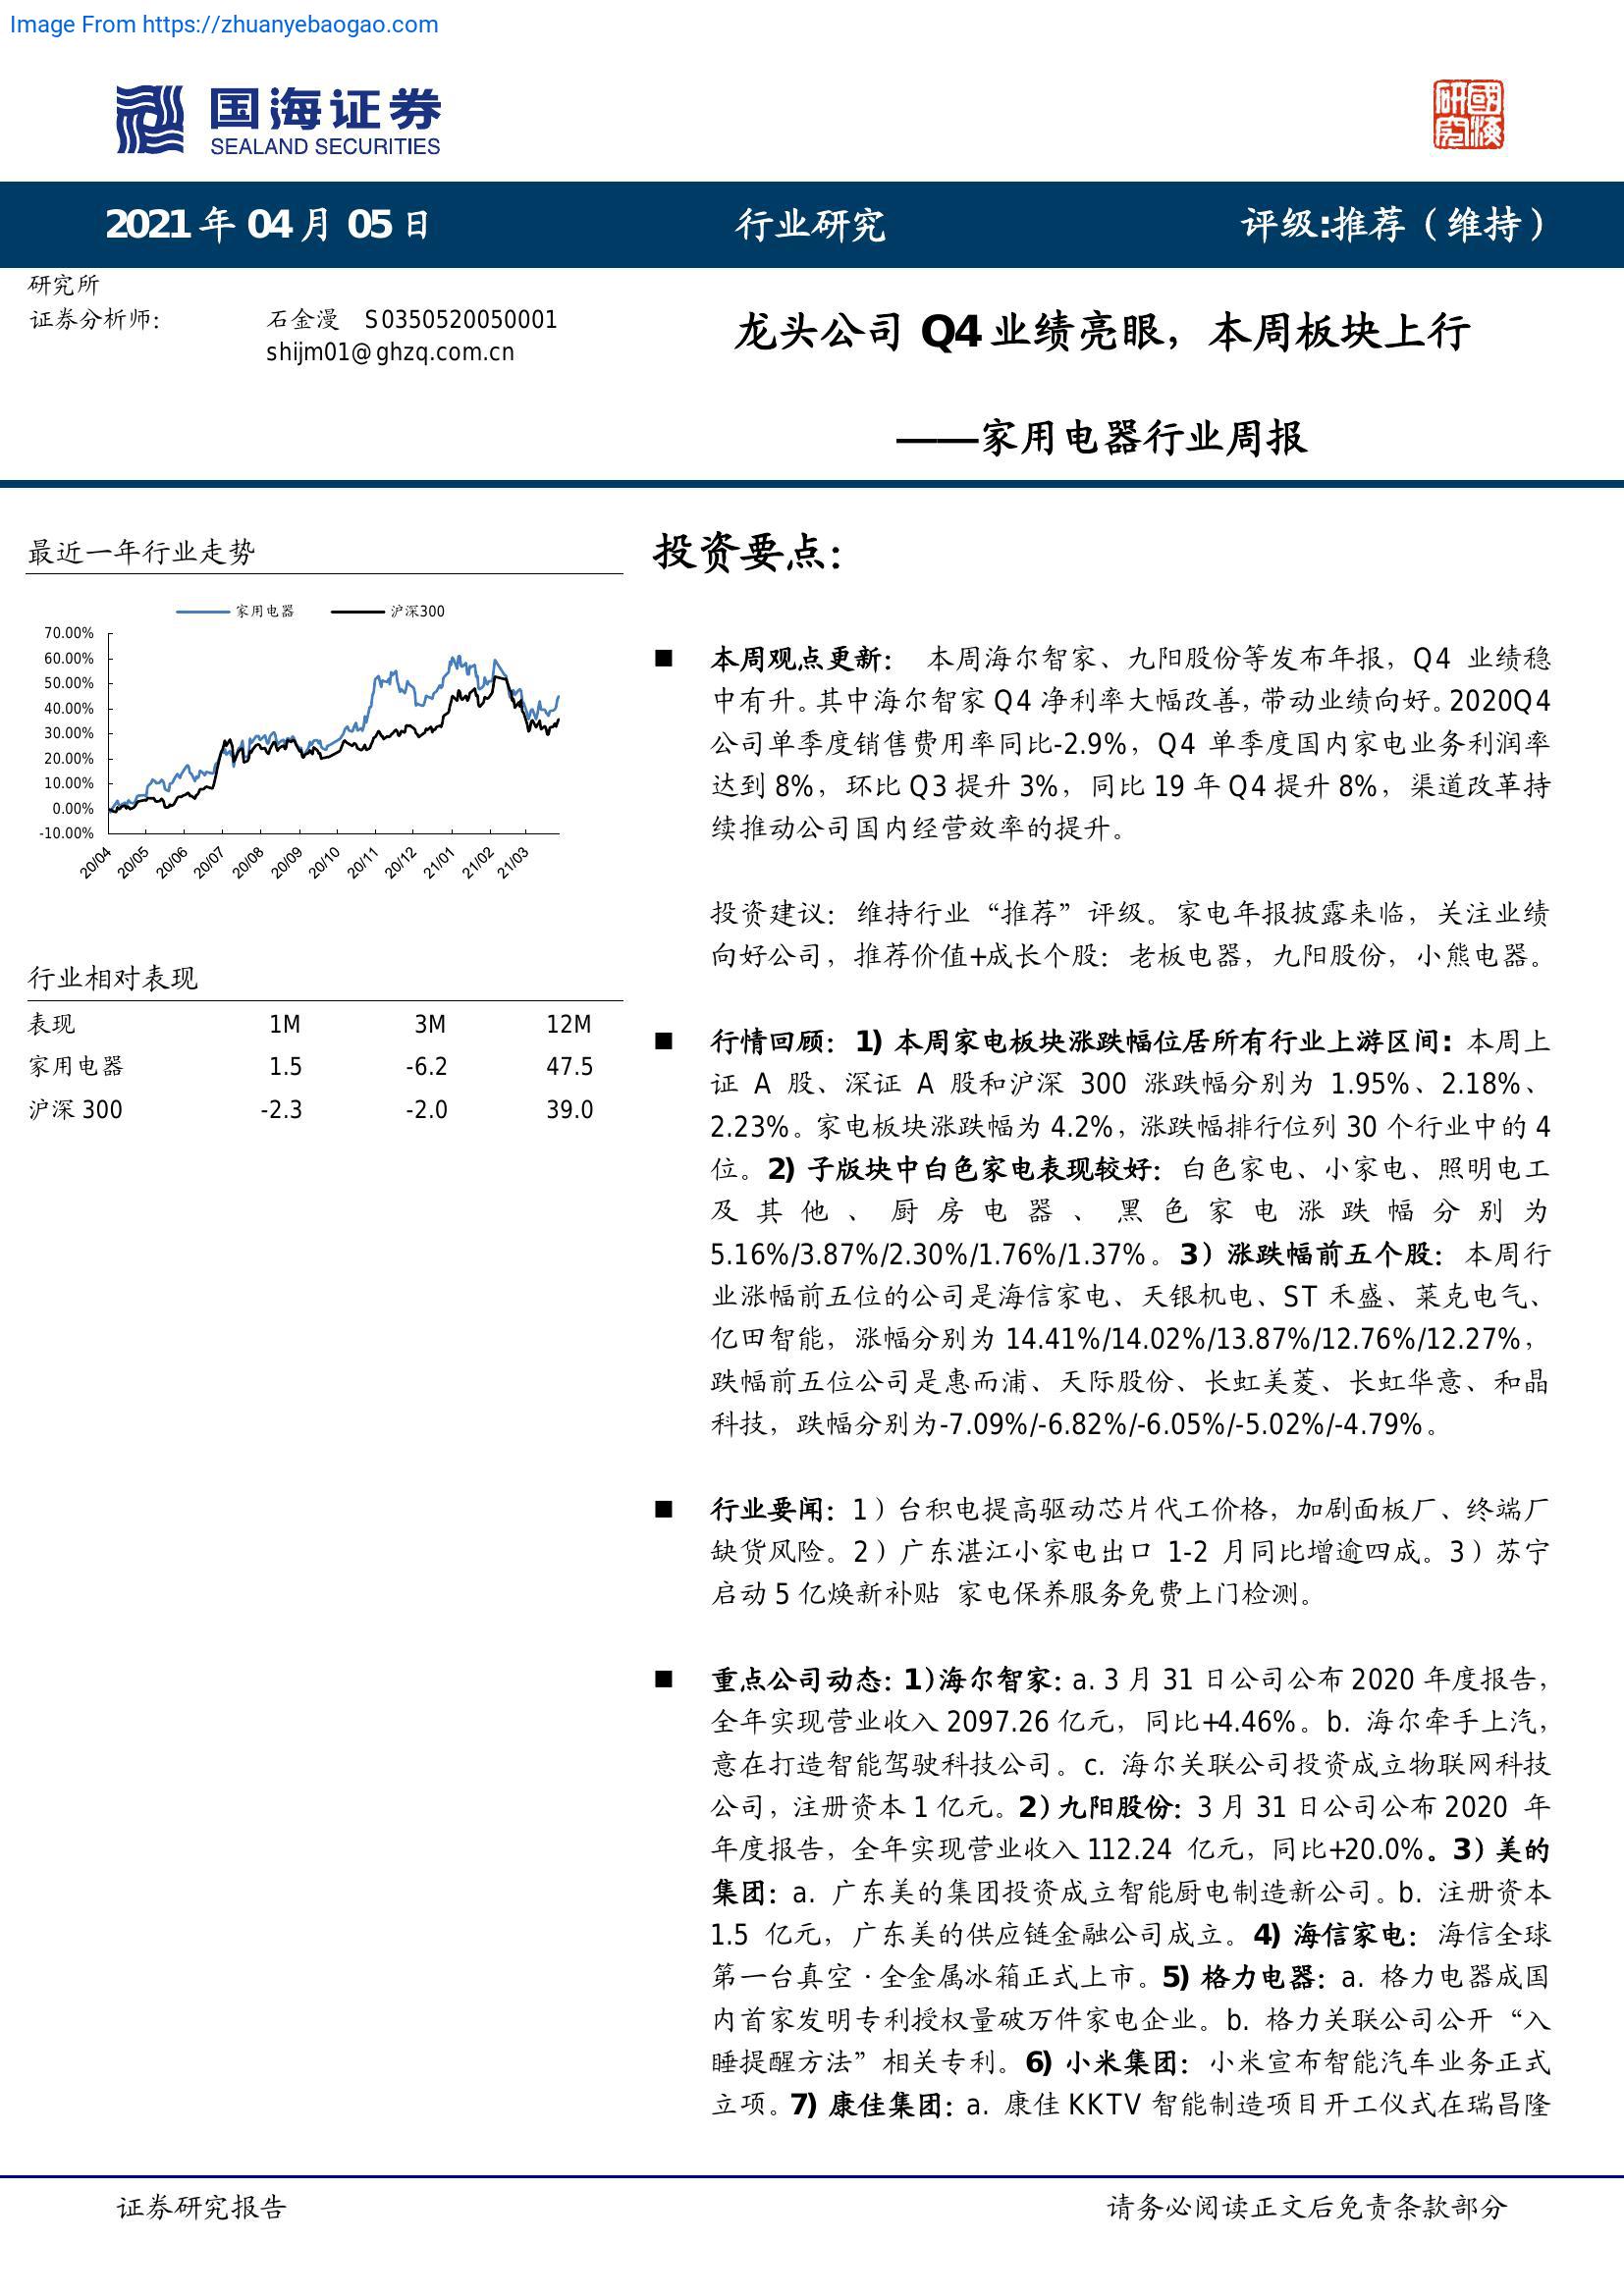 Image From https://zhuanyebaogao.com
国海证券
SEALAND SECURITIES
研究
國海
2021 年 04 月 05 日
行业研究
评级:推荐（维持）
研究所
证券分析师：
石金漫 S0350520050001
shijm01@ghzq.com.cn
龙头公司 Q4 业绩亮眼，本周板块上行
——家用电器行业周报
最近一年行业走势
家用电器 沪深300
70.00%
60.00%
50.00%
40.00%
30.00%
20.00%
10.00%
0.00%
-10.00%
20/04 20/05 20/06 20/07 20/08 20/09 20/10 20/11 20/12 21/01 21/02 21/03
行业相对表现
表现 1M 3M 12M
家用电器 1.5 -6.2 47.5
沪深 300 -2.3 -2.0 39.0
投资要点：
■ 本周观点更新： 本周海尔智家、九阳股份等发布年报，Q4 业绩稳
中有升。其中海尔智家 Q4 净利率大幅改善，带动业绩向好。2020Q4
公司单季度销售费用率同比-2.9%，Q4 单季度国内家电业务利润率
达到 8%，环比 Q3 提升 3%，同比 19 年 Q4 提升 8%，渠道改革持
续推动公司国内经营效率的提升。
投资建议：维持行业“推荐”评级。家电年报披露来临，关注业绩
向好公司，推荐价值+成长个股：老板电器，九阳股份，小熊电器。
■ 行情回顾：1）本周家电板块涨跌幅位居所有行业上游区间：本周上
证 A 股、深证 A 股和沪深 300 涨跌幅分别为 1.95%、2.18%、
2.23%。家电板块涨跌幅为 4.2%，涨跌幅排行位列 30 个行业中的 4
位。2）子版块中白色家电表现较好：白色家电、小家电、照明电工
及其他、厨房电器、黑色家电涨跌幅分别为
5.16%/3.87%/2.30%/1.76%/1.37%。3）涨跌幅前五个股：本周行
业涨幅前五位的公司是海信家电、天银机电、ST 禾盛、莱克电气、
亿田智能，涨幅分别为 14.41%/14.02%/13.87%/12.76%/12.27%，
跌幅前五位公司是惠而浦、天际股份、长虹美菱、长虹华意、和晶
科技，跌幅分别为-7.09%/-6.82%/-6.05%/-5.02%/-4.79%。
■ 行业要闻：1）台积电提高驱动芯片代工价格，加剧面板厂、终端厂
缺货风险。2）广东湛江小家电出口 1-2 月同比增逾四成。3）苏宁
启动 5 亿焕新补贴 家电保养服务免费上门检测。
■ 重点公司动态：1)海尔智家：a. 3 月 31 日公司公布 2020 年度报告，
全年实现营业收入 2097.26 亿元，同比+4.46%。b. 海尔牵手上汽，
意在打造智能驾驶科技公司。c. 海尔关联公司投资成立物联网科技
公司，注册资本 1 亿元。2）九阳股份：3 月 31 日公司公布 2020 年
年度报告，全年实现营业收入 112.24 亿元，同比+20.0%。3）美的
集团：a. 广东美的集团投资成立智能厨电制造新公司。b. 注册资本
1.5 亿元，广东美的供应链金融公司成立。4）海信家电：海信全球
第一台真空·全金属冰箱正式上市。5）格力电器：a. 格力电器成国
内首家发明专利授权量破万件家电企业。b. 格力关联公司公开“入
睡提醒方法”相关专利。6）小米集团：小米宣布智能汽车业务正式
立项。7）康佳集团：a. 康佳 KKTV 智能制造项目开工仪式在瑞昌隆
证券研究报告
请务必阅读正文后免责条款部分